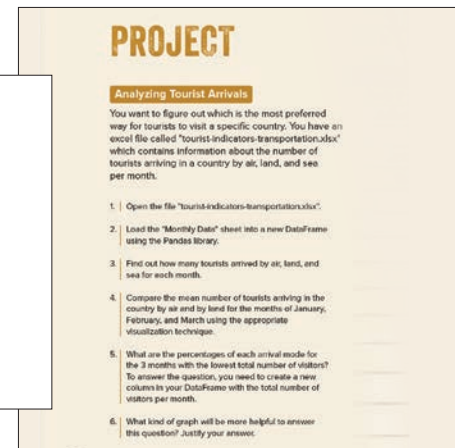 PROJECT
Analyzing Tourist Arrivals
You want to figure out which is the most preferred
way for tourists to visit a specific country. You have an
excel file called "tourist-indicators-transportation.xlsx"
which contains information about the number of
tourists arriving in a country by air, land, and sea
per month.
1. Open the file "tourist-indicators-transportation.xlsx".
2. Load the "Monthly Data" sheet into a new DataFrame
using the Pandas library.
3. Find out how many tourists arrived by air, land, and
sea for each month.
4. Compare the mean number of tourists arriving in the
country by air and by land for the months of January,
February, and March using the appropriate
visualization technique.
5. What are the percentages of each arrival mode for
the 3 months with the lowest total number of visitors?
To answer the question, you need to create a new
column in your DataFrame with the total number of
visitors per month.
6. What kind of graph will be more helpful to answer
this question? Justify your answer.